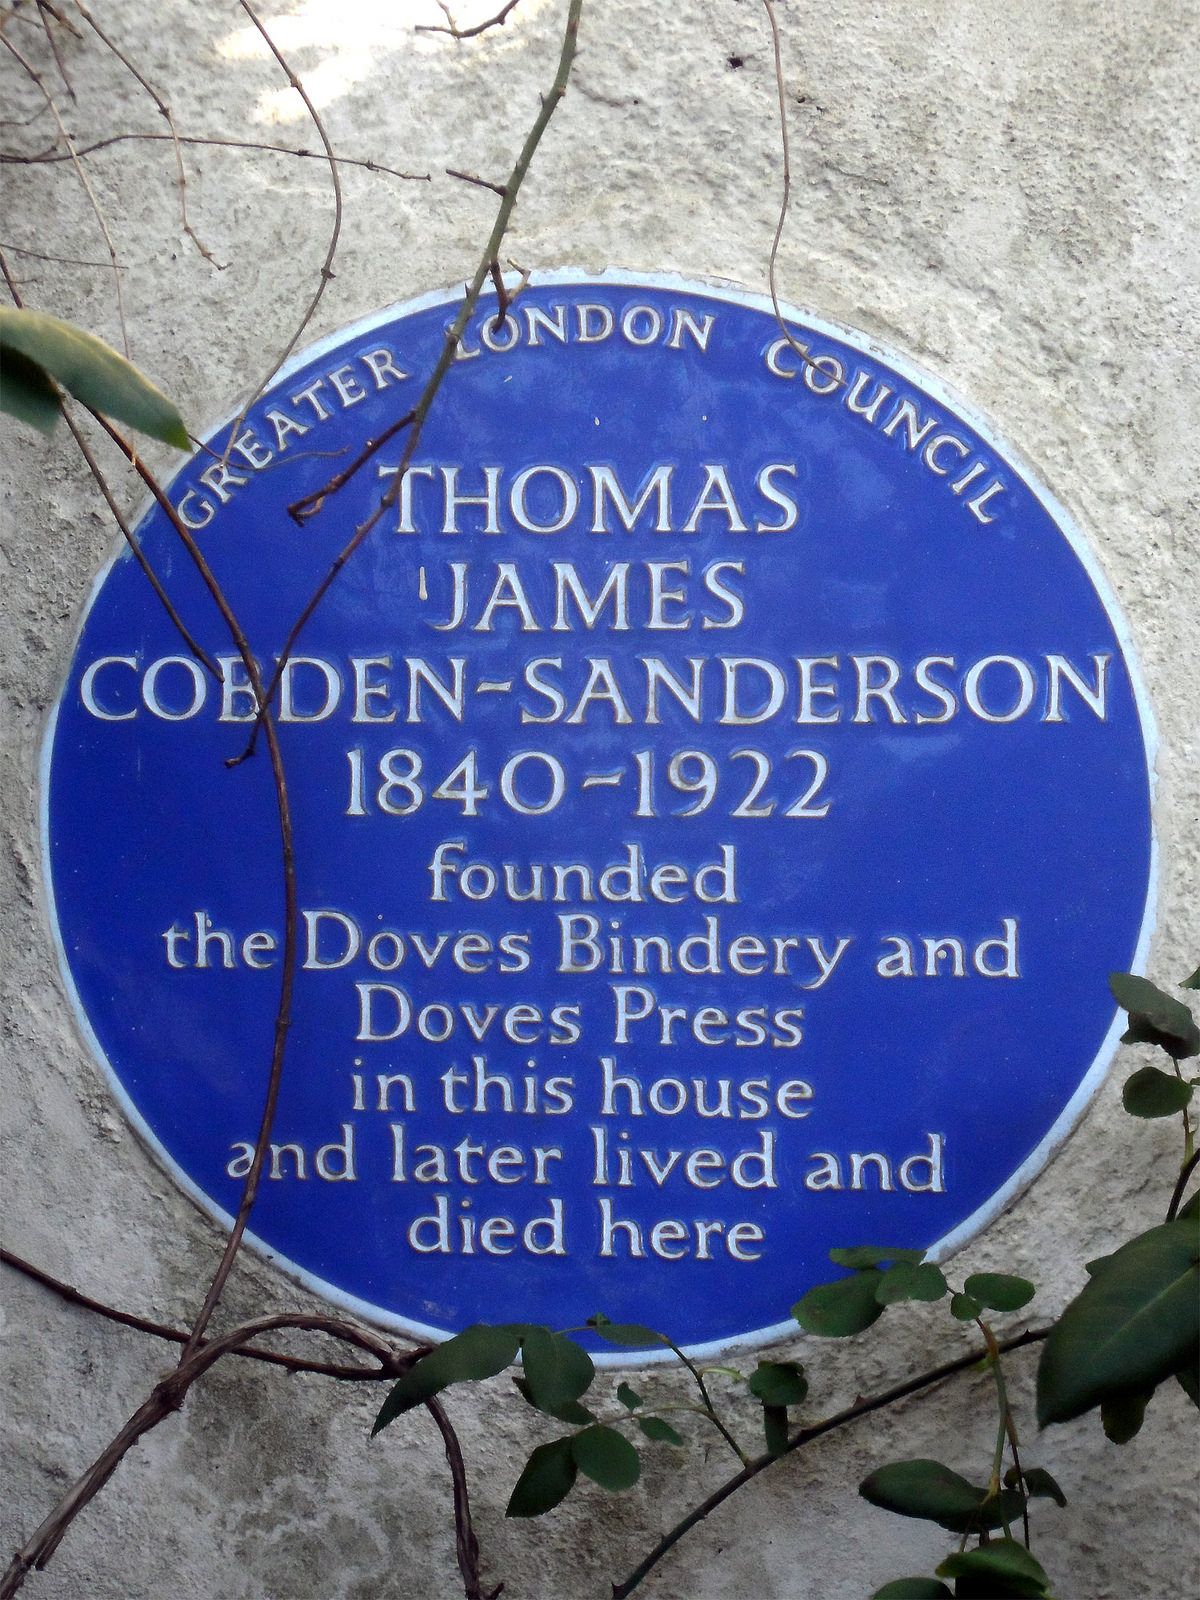 GREATER LONDON COUNCIL
THOMAS
JAMES
COBDEN-SANDERSON
1840-1922
founded
the Doves Bindery and
Doves Press
in this house
and later lived and
died here